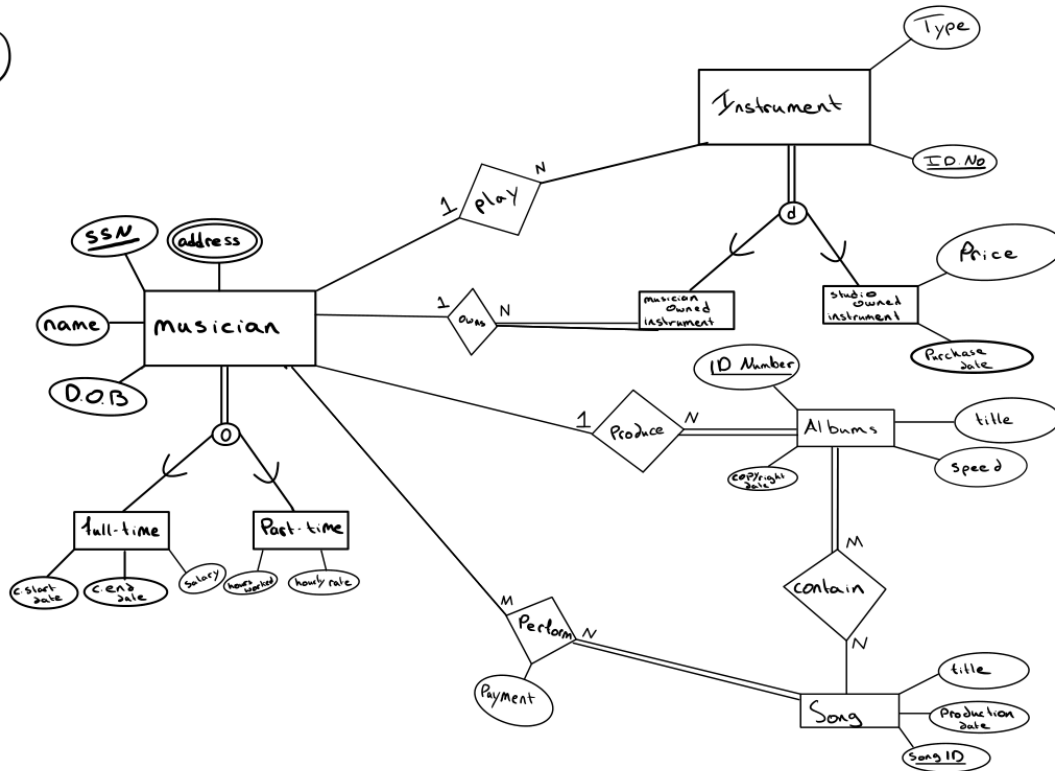 Type
Instrument
ID.No
N
play
1
d
SSN
address
Price
musician
owned
instrument
studio
owned
instrument
1
owns
N
name
musician
Purchase
date
D.O.B
ID Number
1
Produce
N
Albums
title
copyright
date
speed
O
full-time
Part-time
M
c.start
date
c.end
date
salary
hours
worked
hourly rate
contain
M
Perform
N
N
Payment
title
Song
Production
date
Song ID